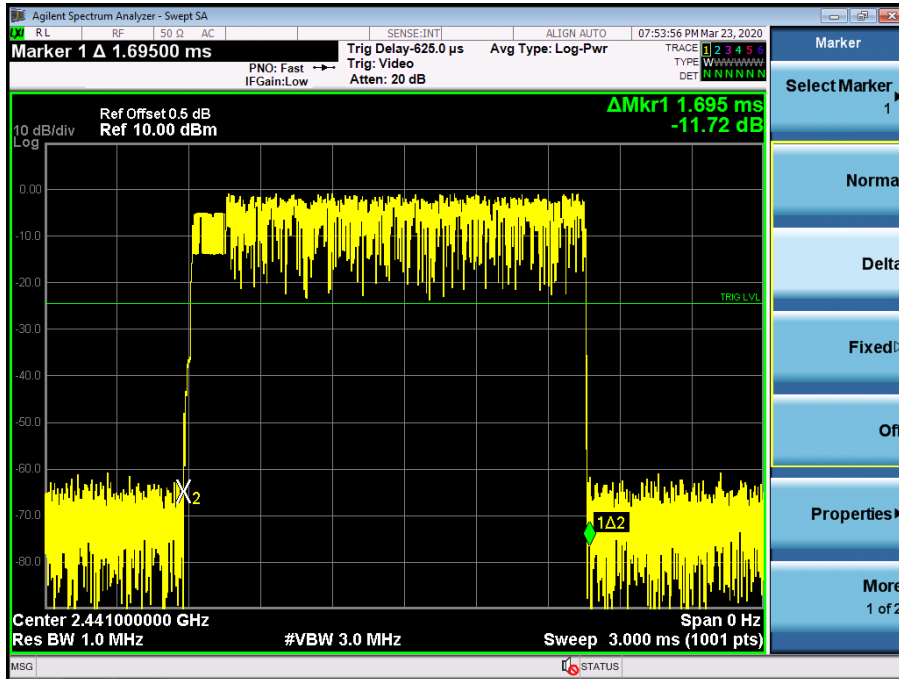 Agilent Spectrum Analyzer - Swept SA
LXI RL RF 50 Ω AC SENSE:INT ALIGN AUTO 07:53:56 PM Mar 23, 2020
Marker 1 Δ 1.69500 ms
PNO: Fast
IFGain:Low
Trig Delay-625.0 µs
Trig: Video
Atten: 20 dB
Avg Type: Log-Pwr
TRACE 1 2 3 4 5 6
TYPE WWWWWW
DET N N N N N N
Marker
Select Marker
1
Norma
Delta
Fixed
Off
Properties
More
1 of 2
ΔMkr1 1.695 ms
-11.72 dB
Ref Offset 0.5 dB
10 dB/div Ref 10.00 dBm
Log
0.00
-10.0
-20.0
TRIG LVL
-30.0
-40.0
-50.0
-60.0
2
-70.0
1Δ2
-80.0
Center 2.441000000 GHz Span 0 Hz
Res BW 1.0 MHz #VBW 3.0 MHz Sweep 3.000 ms (1001 pts)
MSG STATUS